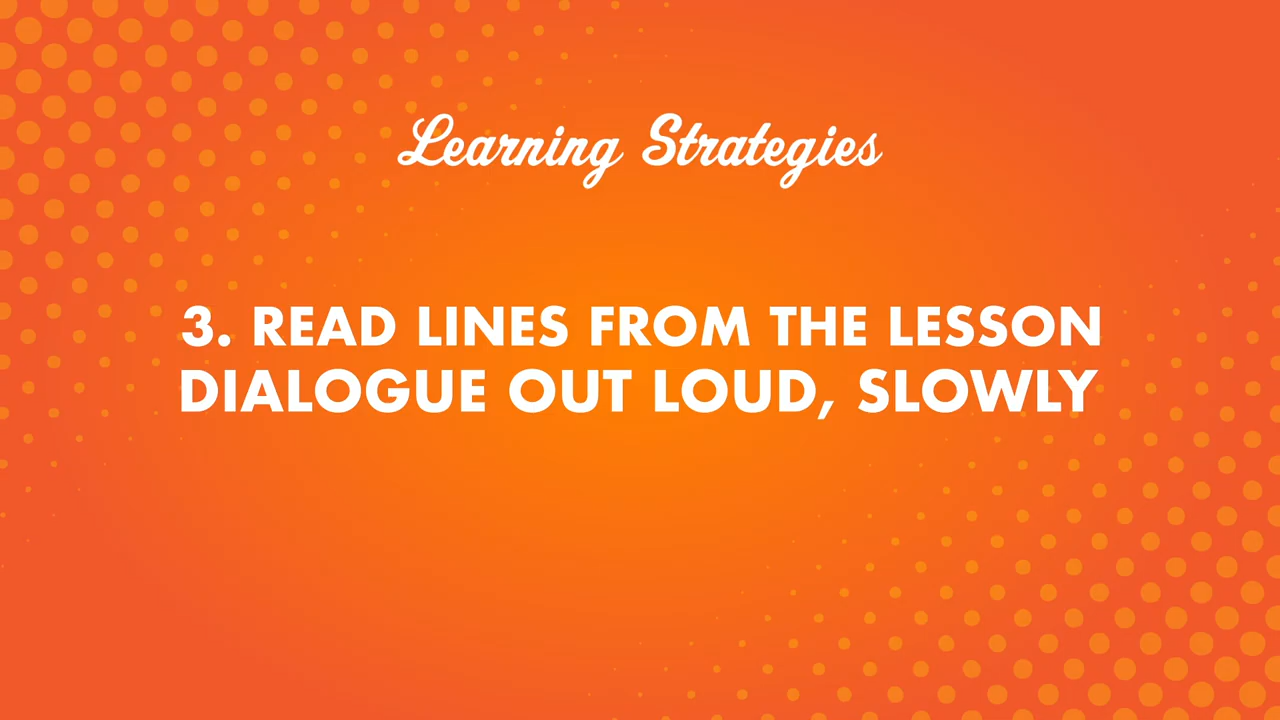 Learning Strategies
3. READ LINES FROM THE LESSON
DIALOGUE OUT LOUD, SLOWLY